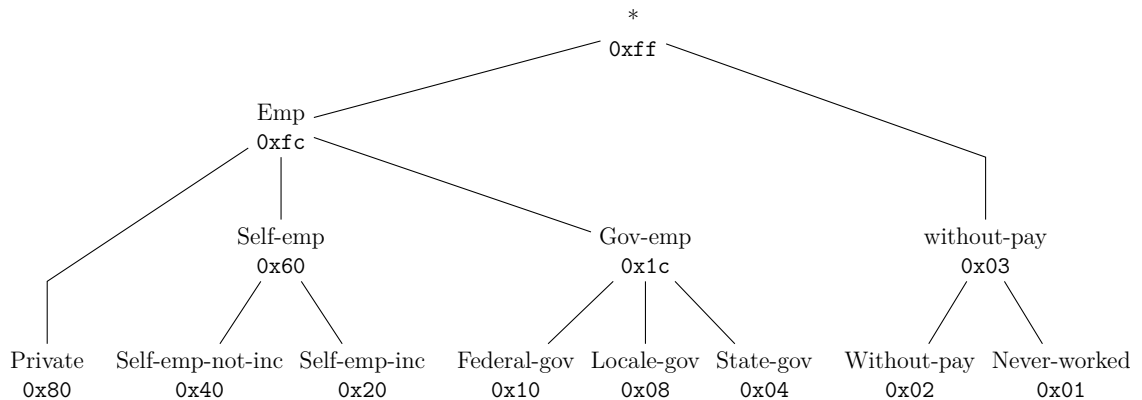 *
0xff
Emp
0xfc
Self-emp
0x60
Gov-emp
0x1c
without-pay
0x03
Private
0x80
Self-emp-not-inc
0x40
Self-emp-inc
0x20
Federal-gov
0x10
Locale-gov
0x08
State-gov
0x04
Without-pay
0x02
Never-worked
0x01